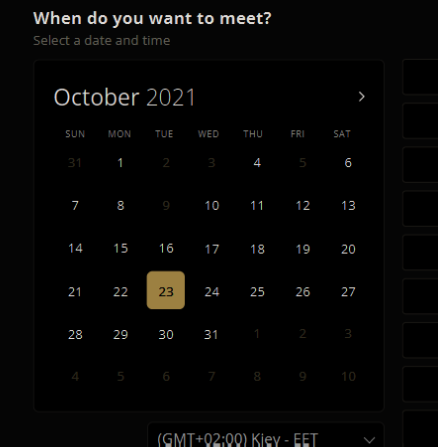 When do you want to meet?
Select a date and time
October 2021
SUN MON TUE WED THU FRI SAT
31 1 2 3 4 5 6
7 8 9 10 11 12 13
14 15 16 17 18 19 20
21 22 23 24 25 26 27
28 29 30 31 1 2 3
4 5 6 7 8 9 10
(GMT+02:00) Kiev - EET